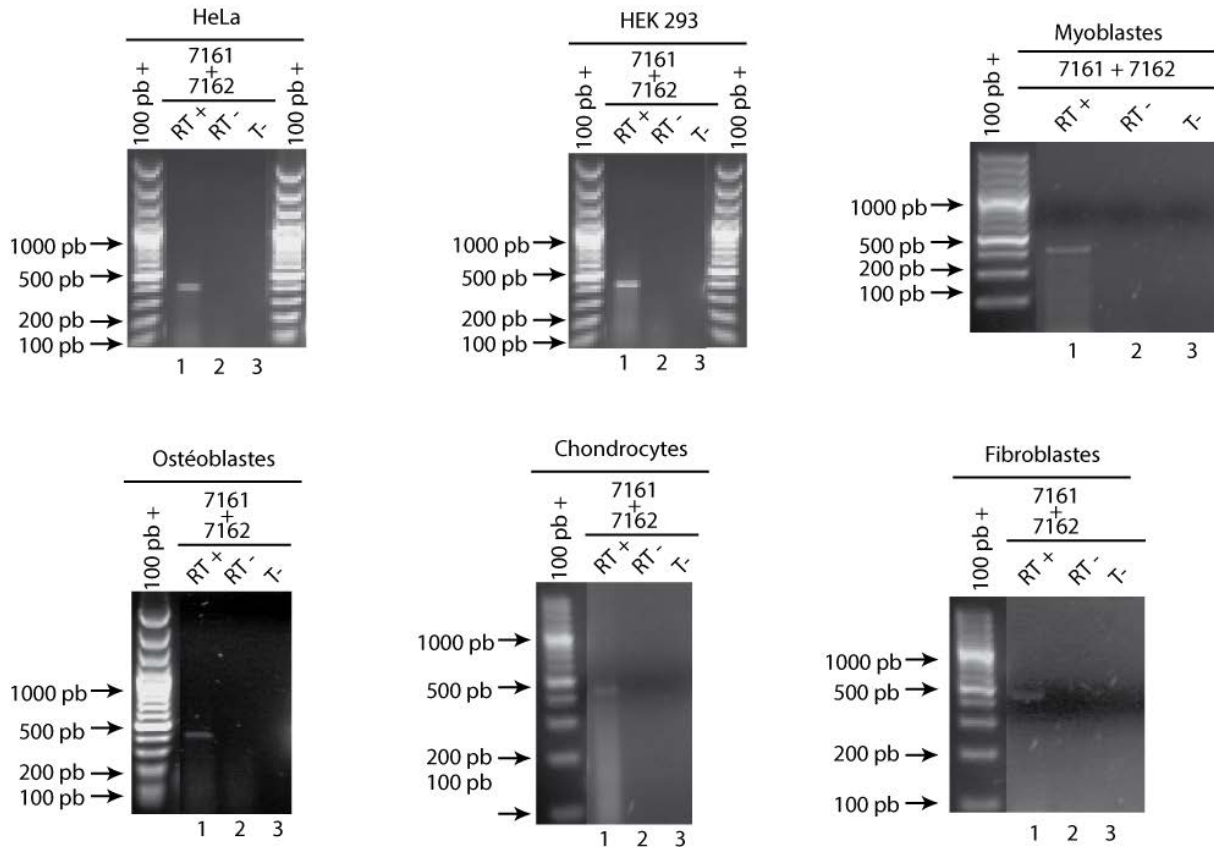 HeLa
7161
+
7162
100 pb +
RT +
RT -
T-
100 pb +
1000 pb
500 pb
200 pb
100 pb
1 2 3
HEK 293
7161
+
7162
100 pb +
RT +
RT -
T-
100 pb +
1000 pb
500 pb
200 pb
100 pb
1 2 3
Myoblastes
7161 + 7162
100 pb +
RT +
RT -
T-
1000 pb
500 pb
200 pb
100 pb
1 2 3
Ostéoblastes
7161
+
7162
100 pb +
RT +
RT -
T-
1000 pb
500 pb
200 pb
100 pb
1 2 3
Chondrocytes
7161
+
7162
100 pb +
RT +
RT -
T-
1000 pb
500 pb
200 pb
100 pb
1 2 3
Fibroblastes
7161
+
7162
100 pb +
RT +
RT -
T-
1000 pb
500 pb
200 pb
100 pb
1 2 3